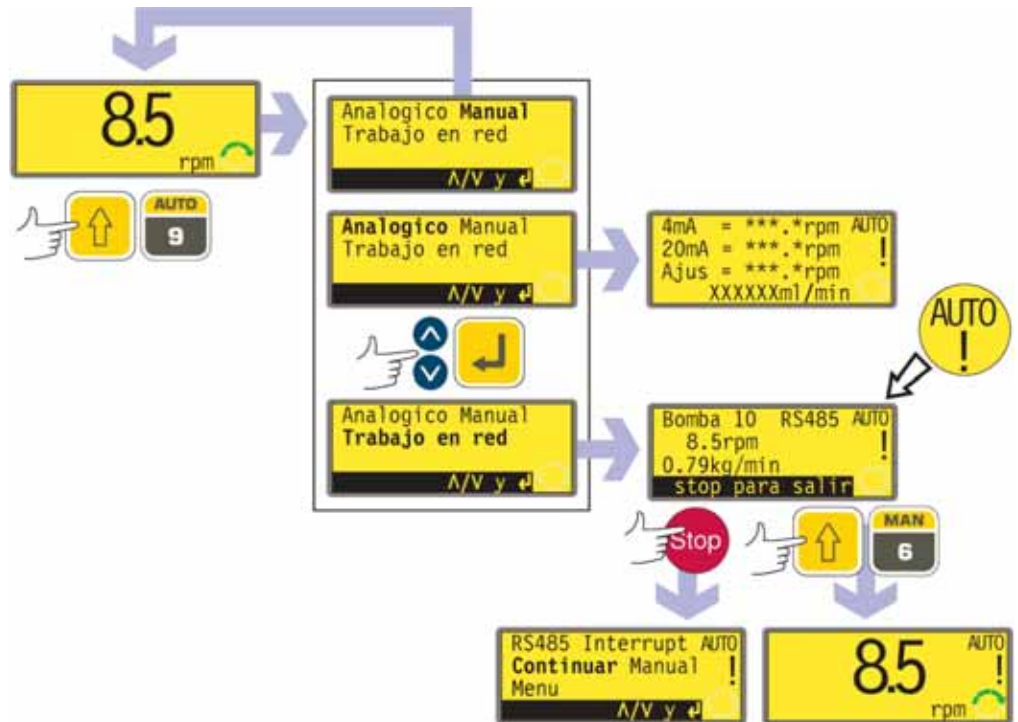 8.5
rpm
AUTO
9
Analogico Manual
Trabajo en red
Λ/V y ↵
Analogico Manual
Trabajo en red
Λ/V y ↵
4mA = ***.*rpm AUTO
20mA = ***.*rpm !
Ajus = ***.*rpm
XXXXXXml/min
AUTO
!
Analogico Manual
Trabajo en red
Λ/V y ↵
Bomba 10 RS485 AUTO
8.5rpm !
0.79kg/min
stop para salir
Stop
MAN
6
RS485 Interrupt AUTO
Continuar Manual !
Menu
Λ/V y ↵
8.5
AUTO
!
rpm